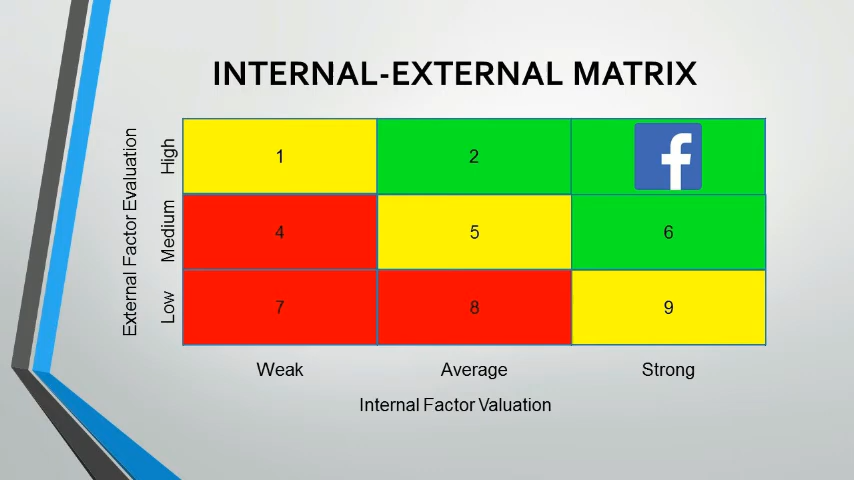 INTERNAL-EXTERNAL MATRIX
External Factor Evaluation
High
1
2
f
Medium
4
5
6
Low
7
8
9
Weak
Average
Strong
Internal Factor Valuation